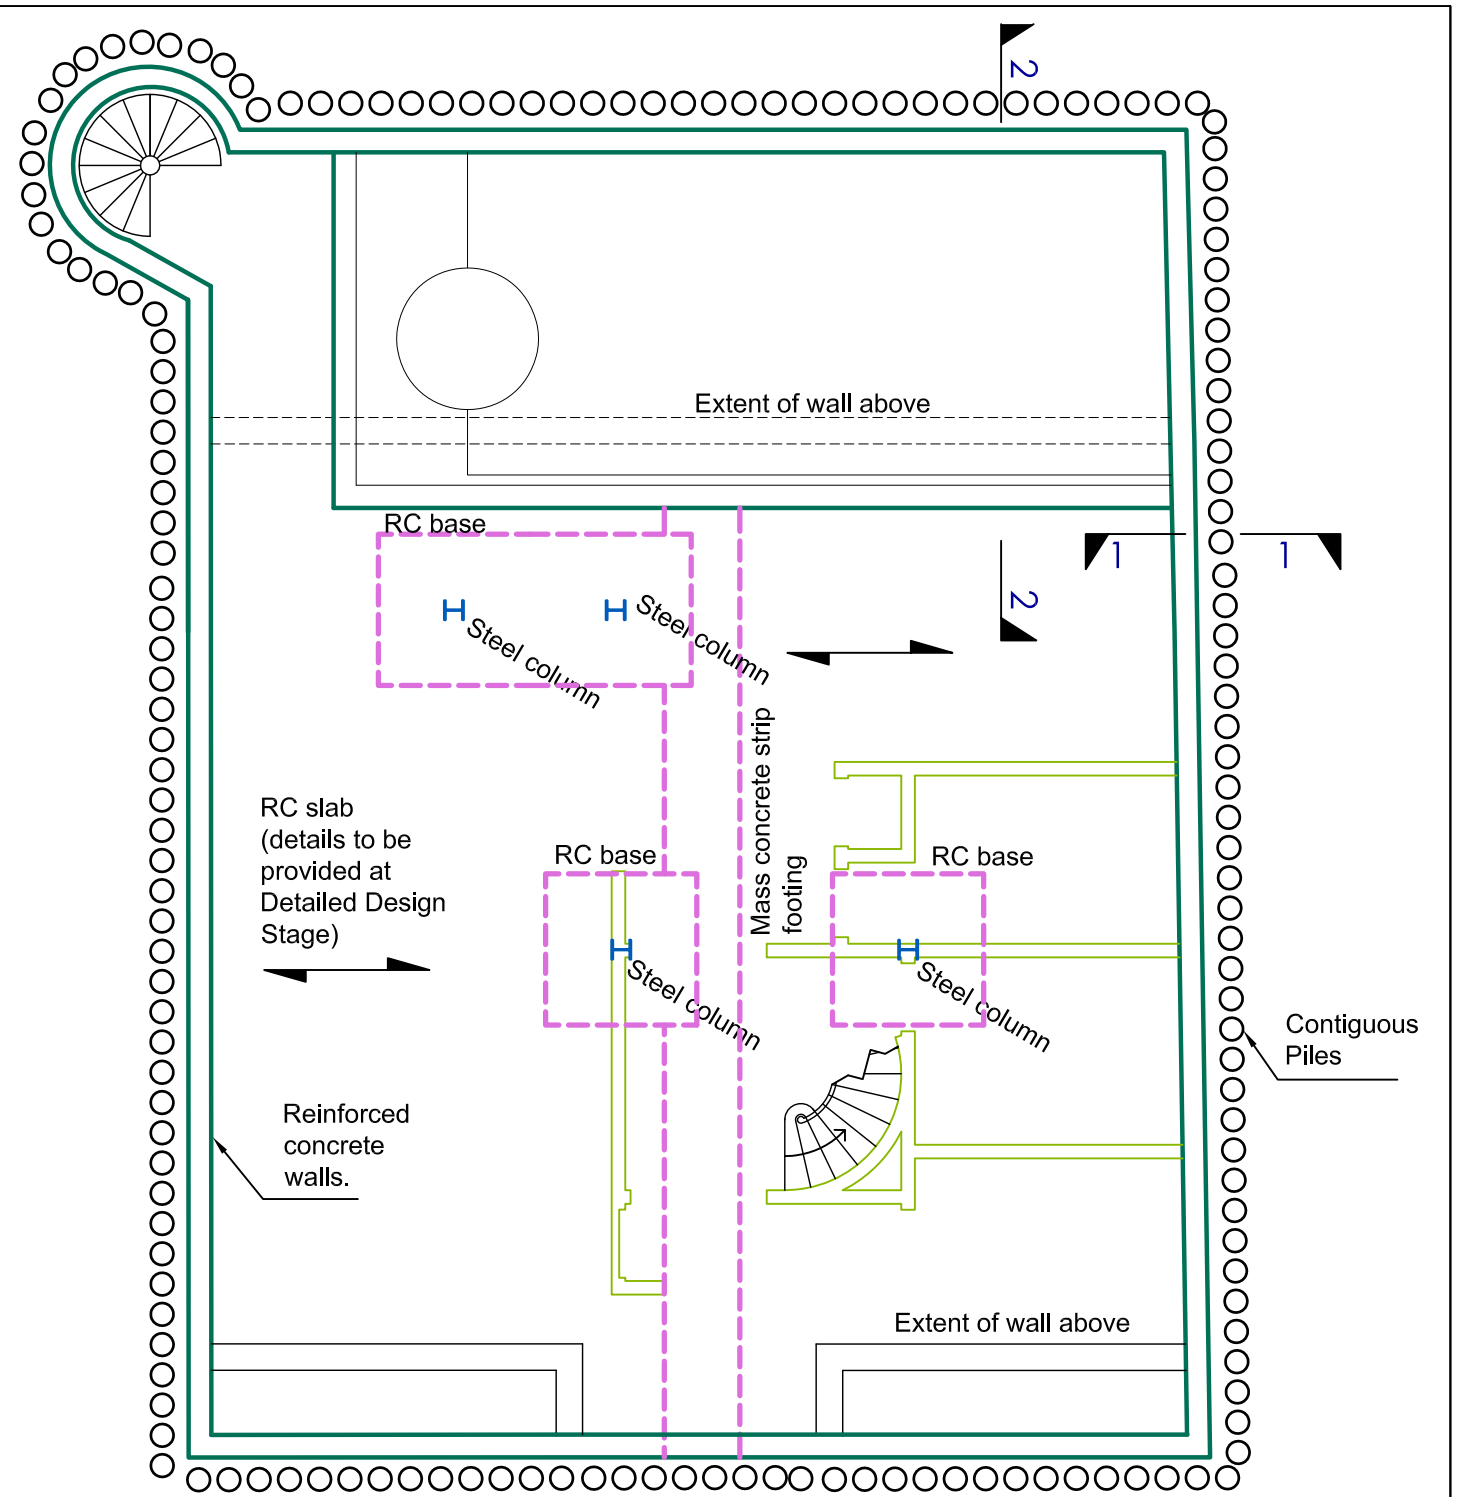 2
Extent of wall above
RC base
1
1
2
Steel column
Steel column
Mass concrete strip
footing
RC slab
(details to be
provided at
Detailed Design
Stage)
RC base
RC base
Steel column
Steel column
Contiguous
Piles
Reinforced
concrete
walls.
Extent of wall above